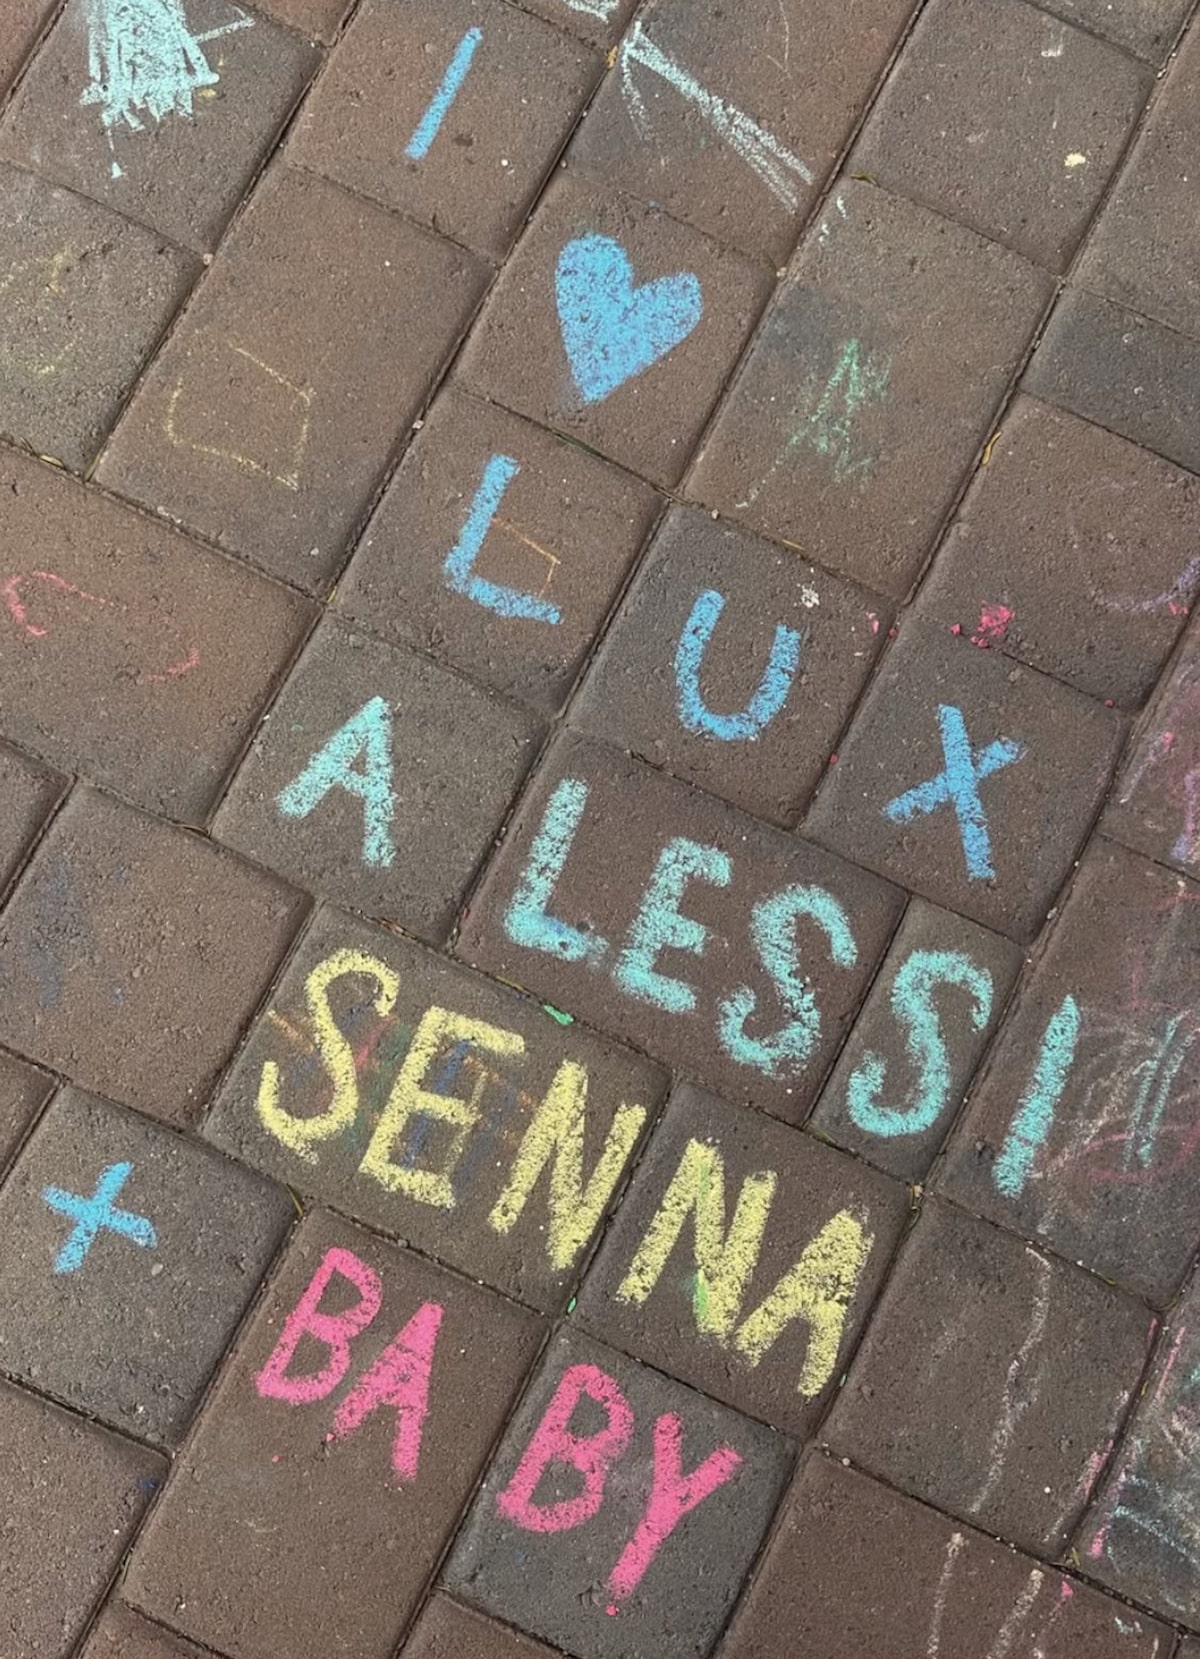 I
♥
LUX
ALESSI
SENNA
+ BABY